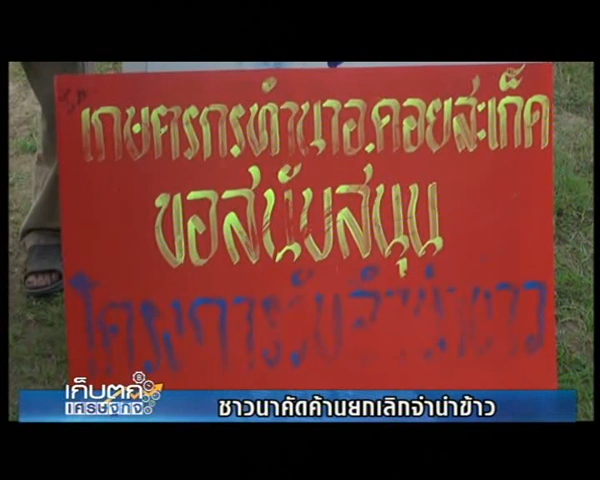 เกษตรกรทำนาอ.ดอยสะเก็ด
ขอสนับสนุน
โครงการรับจำนำข้าว
เก็บตก
เศรษฐกิจ
ชาวนาคัดค้านยกเลิกจำนำข้าว